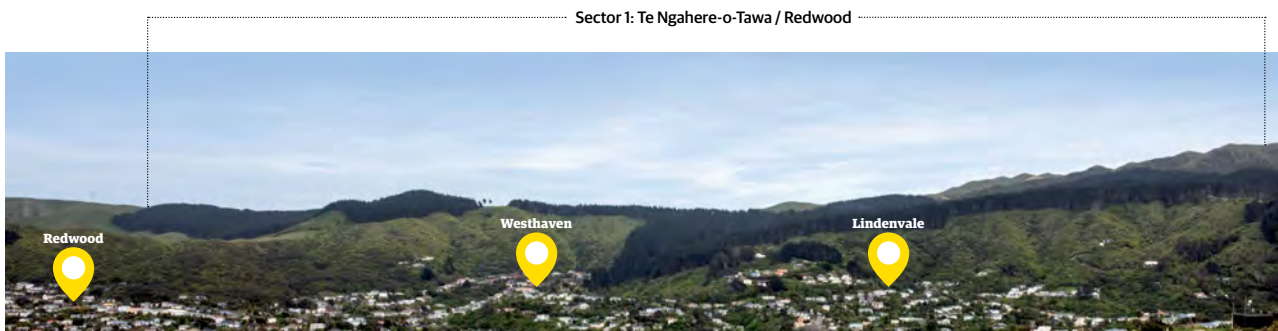 Sector 1: Te Ngahere-o-Tawa / Redwood
Redwood
Westhaven
Lindenvale